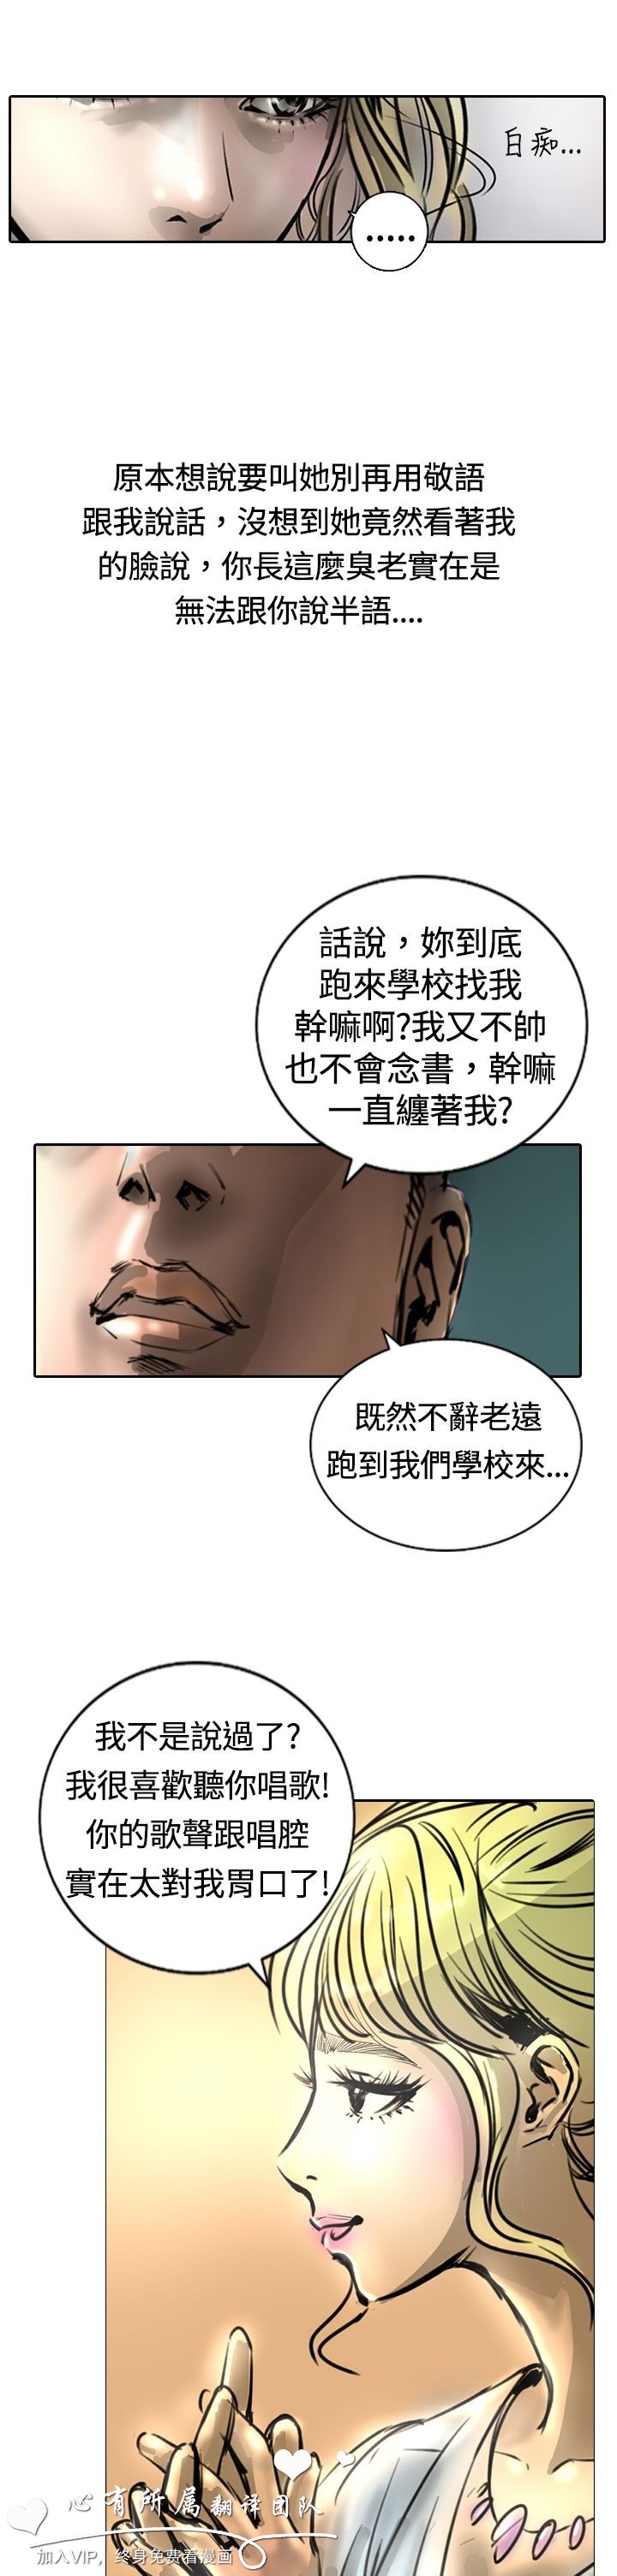 白痴...
.....
原本想說要叫她別再用敬語
跟我說話，沒想到她竟然看著我
的臉說，你長這麼臭老實在是
無法跟你說半語....
話說，妳到底
跑來學校找我
幹嘛啊?我又不帥
也不會念書，幹嘛
一直纏著我?
既然不辭老遠
跑到我們學校來...
我不是說過了?
我很喜歡聽你唱歌!
你的歌聲跟唱腔
實在太對我胃口了!
心有所属翻译团队
加入VIP，终身免费看漫画